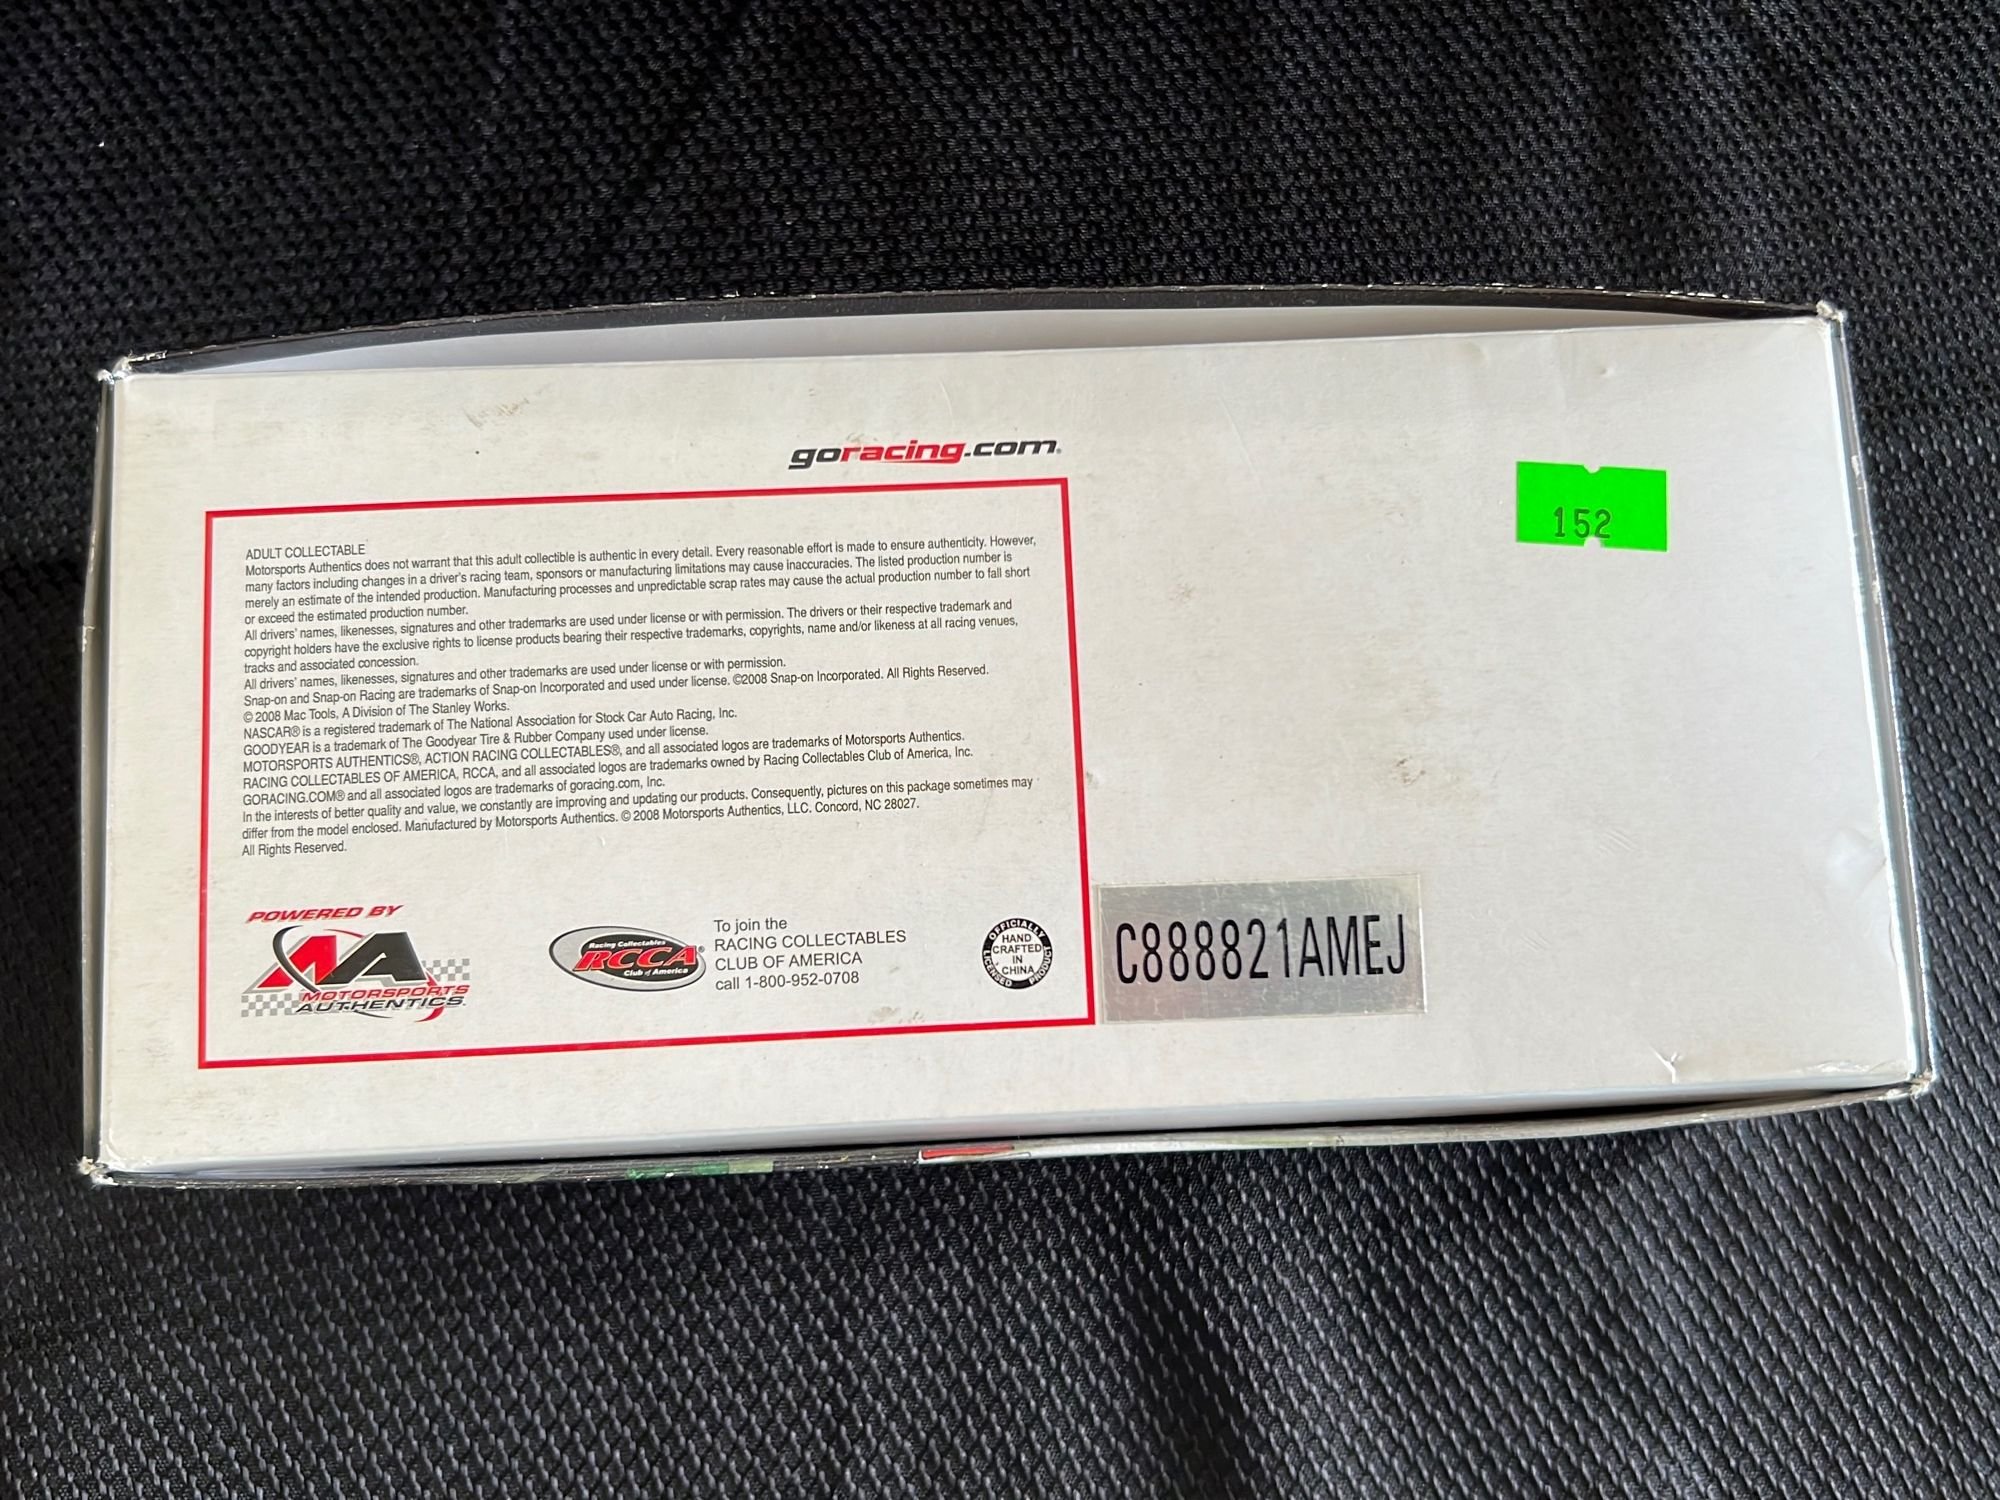 goracing.com®
152
ADULT COLLECTABLE
Motorsports Authentics does not warrant that this adult collectible is authentic in every detail. Every reasonable effort is made to ensure authenticity. However,
many factors including changes in a driver's racing team, sponsors or manufacturing limitations may cause inaccuracies. The listed production number is
merely an estimate of the intended production. Manufacturing processes and unpredictable scrap rates may cause the actual production number to fall short
or exceed the estimated production number.
All drivers' names, likenesses, signatures and other trademarks are used under license or with permission. The drivers or their respective trademark and
copyright holders have the exclusive rights to license products bearing their respective trademarks, copyrights, name and/or likeness at all racing venues,
tracks and associated concession.
All drivers' names, likenesses, signatures and other trademarks are used under license or with permission.
Snap-on and Snap-on Racing are trademarks of Snap-on Incorporated and used under license. ©2008 Snap-on Incorporated. All Rights Reserved.
© 2008 Mac Tools, A Division of The Stanley Works.
NASCAR® is a registered trademark of The National Association for Stock Car Auto Racing, Inc.
GOODYEAR is a trademark of The Goodyear Tire & Rubber Company used under license.
MOTORSPORTS AUTHENTICS®, ACTION RACING COLLECTABLES®, and all associated logos are trademarks of Motorsports Authentics.
RACING COLLECTABLES OF AMERICA, RCCA, and all associated logos are trademarks owned by Racing Collectables Club of America, Inc.
GORACING.COM® and all associated logos are trademarks of goracing.com, Inc.
In the interests of better quality and value, we constantly are improving and updating our products. Consequently, pictures on this package sometimes may
differ from the model enclosed. Manufactured by Motorsports Authentics. © 2008 Motorsports Authentics, LLC. Concord, NC 28027.
All Rights Reserved.
POWERED BY
MA
MOTORSPORTS
AUTHENTICS
Racing Collectables
RCCA®
Club of America
To join the
RACING COLLECTABLES
CLUB OF AMERICA
call 1-800-952-0708
OFFICIALLY
HAND
CRAFTED
IN
CHINA
LICENSED PRODUCT
C888821AMEJ